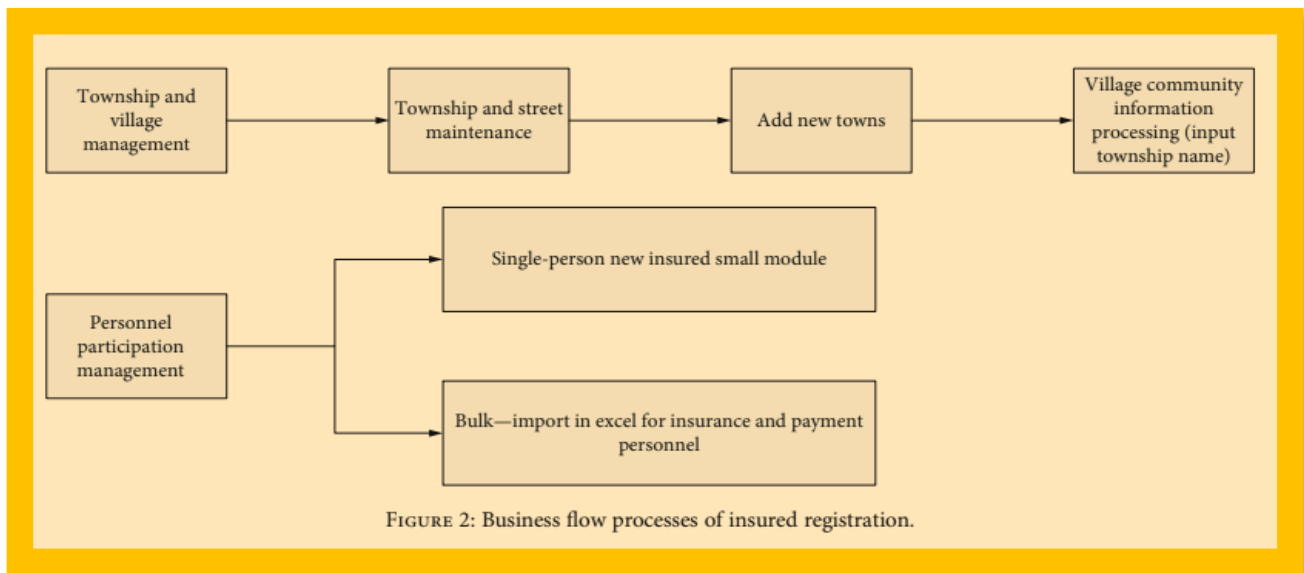 Township and
village
management
Township and street
maintenance
Add new towns
Village community
information
processing (input
township name)
Single-person new insured small module
Personnel
participation
management
Bulk—import in excel for insurance and payment
personnel
FIGURE 2: Business flow processes of insured registration.